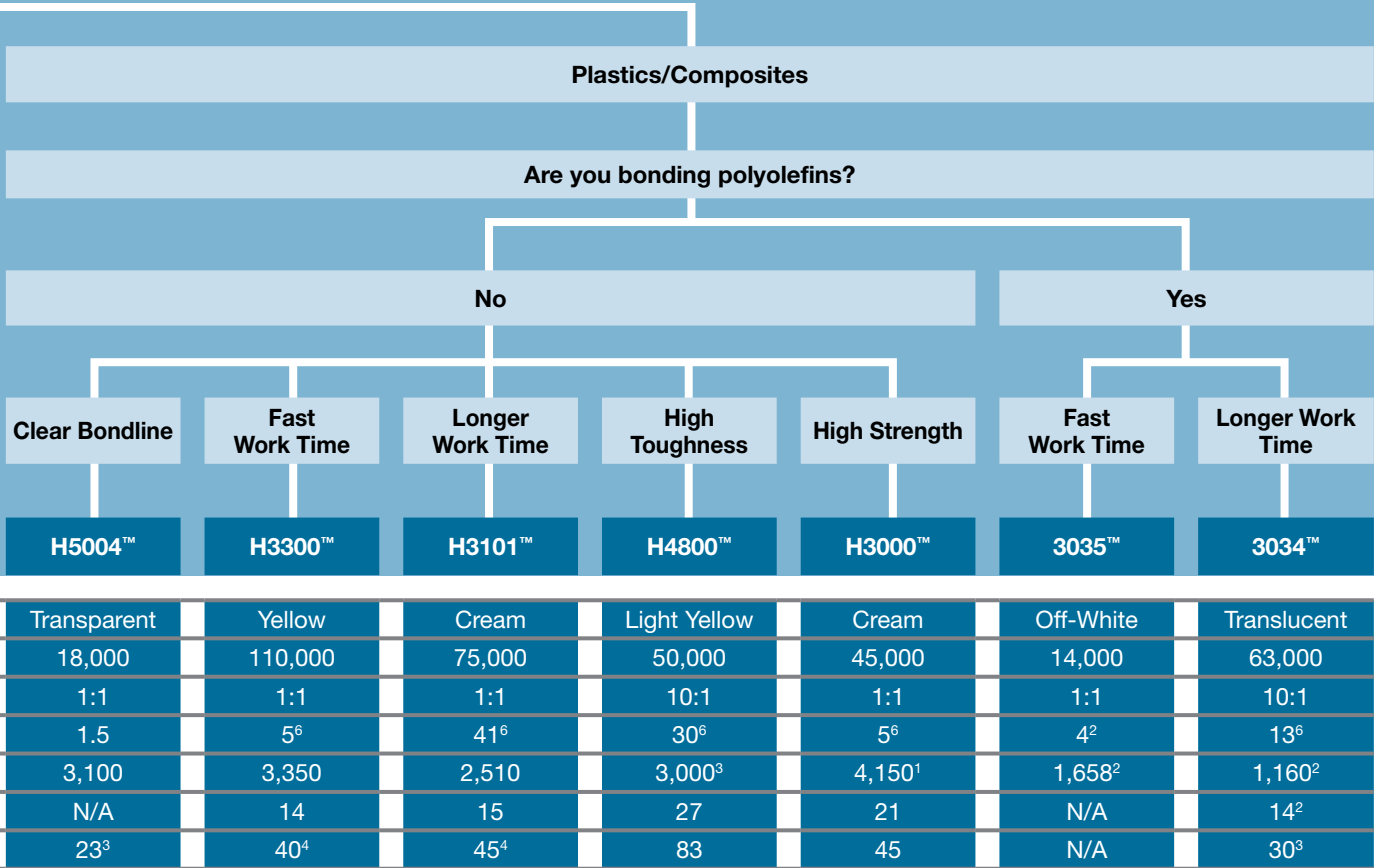 Plastics/Composites
Are you bonding polyolefins?
No Yes
Clear Bondline Fast Work Time Longer Work Time High Toughness High Strength Fast Work Time Longer Work Time
H5004™ H3300™ H3101™ H4800™ H3000™ 3035™ 3034™
Transparent Yellow Cream Light Yellow Cream Off-White Translucent
18,000 110,000 75,000 50,000 45,000 14,000 63,000
1:1 1:1 1:1 10:1 1:1 1:1 10:1
1.5 5⁶ 41⁶ 30⁶ 5⁶ 4² 13⁶
3,100 3,350 2,510 3,000³ 4,150¹ 1,658² 1,160²
N/A 14 15 27 21 N/A 14²
23³ 40⁴ 45⁴ 83 45 N/A 30³